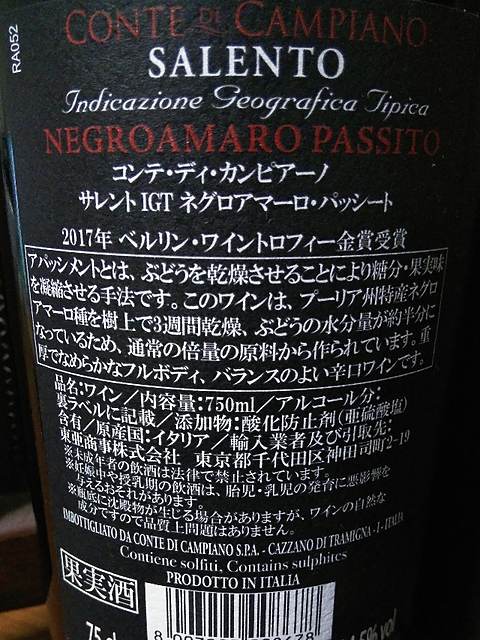 RA052
CONTE DI CAMPIANO
SALENTO
Indicazione Geografica Tipica
NEGROAMARO PASSITO
コンテ・ディ・カンピアーノ
サレント IGT ネグロアマーロ・パッシート
2017年 ベルリン・ワイントロフィー金賞受賞
アパッシメントとは、ぶどうを乾燥させることにより糖分・果実味
を凝縮させる手法です。このワインは、プーリア州特産ネグロ
アマーロ種を樹上で3週間乾燥、ぶどうの水分量が約半分に
なっているため、通常の倍量の原料から作られています。重
厚でなめらかなフルボディ、バランスのよい辛口ワインです。
品名:ワイン/内容量:750ml/アルコール分:
裏ラベルに記載/添加物:酸化防止剤(亜硫酸塩)
含有/原産国:イタリア/輸入業者及び引取先:
東亜商事株式会社 東京都千代田区神田司町2-19
※未成年者の飲酒は法律で禁止されています。
※妊娠中や授乳期の飲酒は、胎児・乳児の発育に悪影響を
与えるおそれがあります。
※瓶底に沈殿物が生じる場合がありますが、ワインの自然な
成分ですので品質上問題はありません。
IMBOTTIGLIATO DA CONTE DI CAMPIANO S.P.A. - CAZZANO DI TRAMIGNA - I - ITALIA
Contiene solfiti, Contains sulphites
PRODOTTO IN ITALIA
果実酒